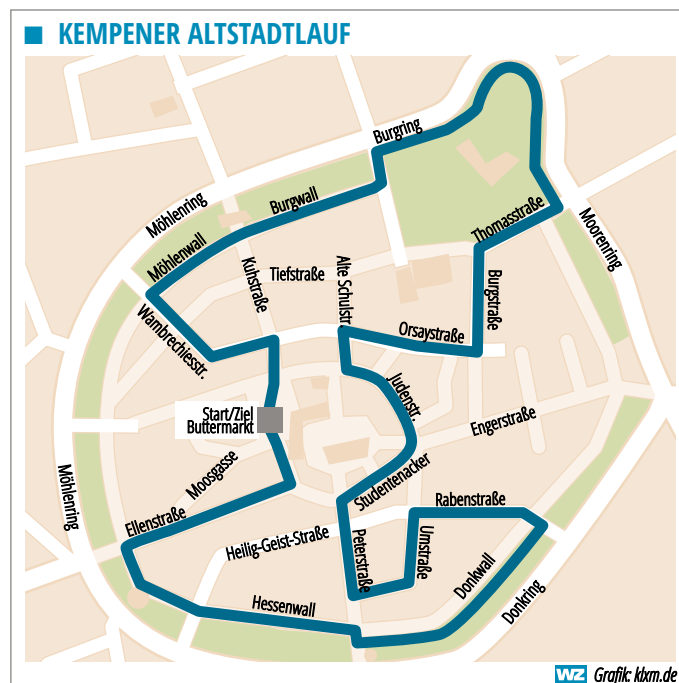 KEMPENER ALTSTADTLAUF
Burgring
Möhlenring
Burgwall
Thomasstraße
Moorenring
Möhlenwall
Kuhstraße
Tiefstraße
Alte Schulstr.
Burgstraße
Wambrechiesstr.
Orsaystraße
Judenstr.
Start/Ziel
Buttermarkt
Engerstraße
Moosgasse
Studentenacker
Möhlenring
Ellenstraße
Rabenstraße
Heilig-Geist-Straße
Peterstraße
Umstraße
Donkwall
Donkring
Hessenwall
WZ Grafik: klxm.de